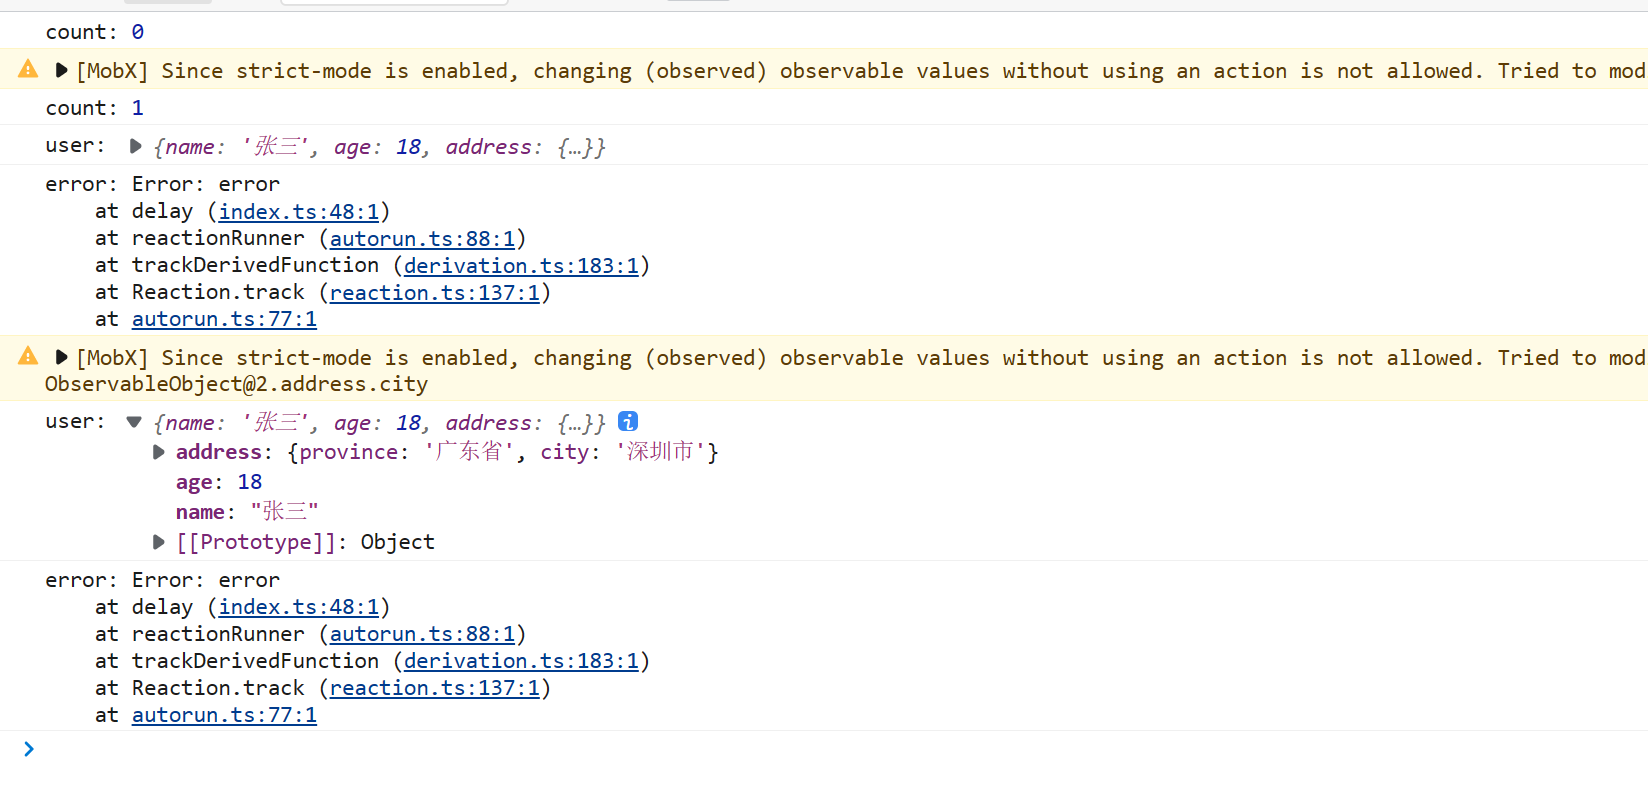 count: 0
[MobX] Since strict-mode is enabled, changing (observed) observable values without using an action is not allowed. Tried to mod
count: 1
user: {name: '张三', age: 18, address: {…}}
error: Error: error
at delay (index.ts:48:1)
at reactionRunner (autorun.ts:88:1)
at trackDerivedFunction (derivation.ts:183:1)
at Reaction.track (reaction.ts:137:1)
at autorun.ts:77:1
[MobX] Since strict-mode is enabled, changing (observed) observable values without using an action is not allowed. Tried to mod
ObservableObject@2.address.city
user: {name: '张三', age: 18, address: {…}}
address: {province: '广东省', city: '深圳市'}
age: 18
name: "张三"
[[Prototype]]: Object
error: Error: error
at delay (index.ts:48:1)
at reactionRunner (autorun.ts:88:1)
at trackDerivedFunction (derivation.ts:183:1)
at Reaction.track (reaction.ts:137:1)
at autorun.ts:77:1